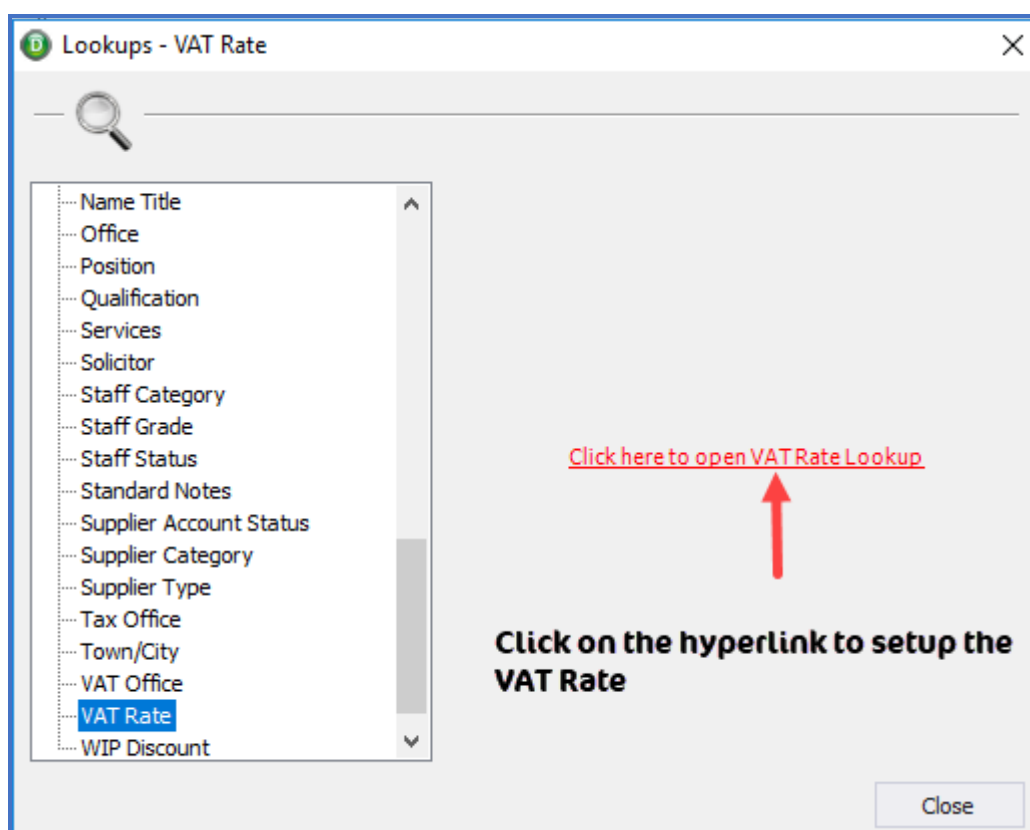 D Lookups - VAT Rate
Name Title
Office
Position
Qualification
Services
Solicitor
Staff Category
Staff Grade
Staff Status
Standard Notes
Supplier Account Status
Supplier Category
Supplier Type
Tax Office
Town/City
VAT Office
VAT Rate
WIP Discount
Click here to open VAT Rate Lookup
Click on the hyperlink to setup the
VAT Rate
Close